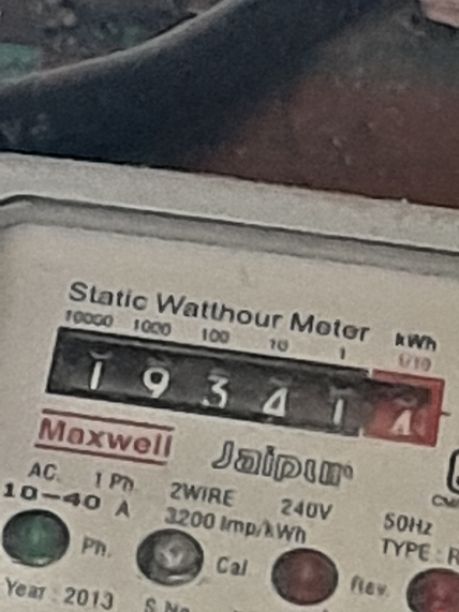 Static Watthour Meter kWh
10000 1000 100 10 1 1/10
1 9 3 4 1 4
Maxwell Jaipur
AC. 1 Ph. 2WIRE 240V 50Hz
10-40 A 3200 Imp/kWh TYPE : R
Ph. Cal Rev.
Year : 2013 S.No